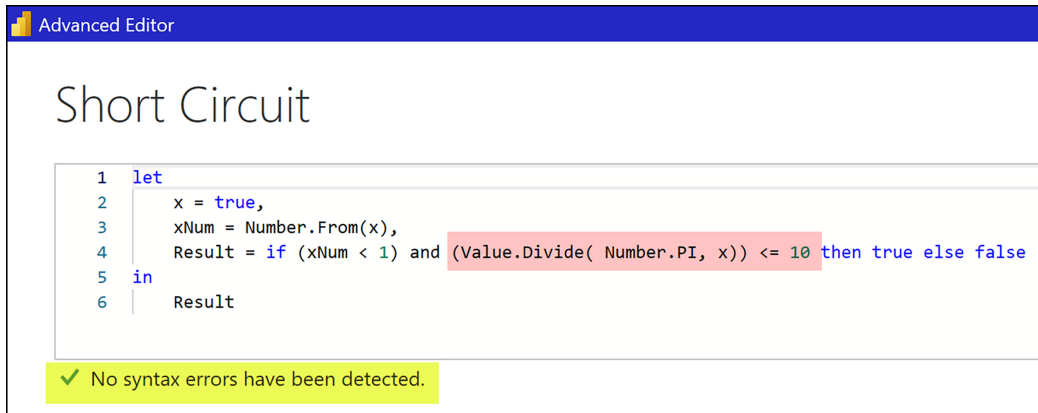 Advanced Editor
Short Circuit
1 let
2 x = true,
3 xNum = Number.From(x),
4 Result = if (xNum < 1) and (Value.Divide( Number.PI, x)) <= 10 then true else false
5 in
6 Result
No syntax errors have been detected.